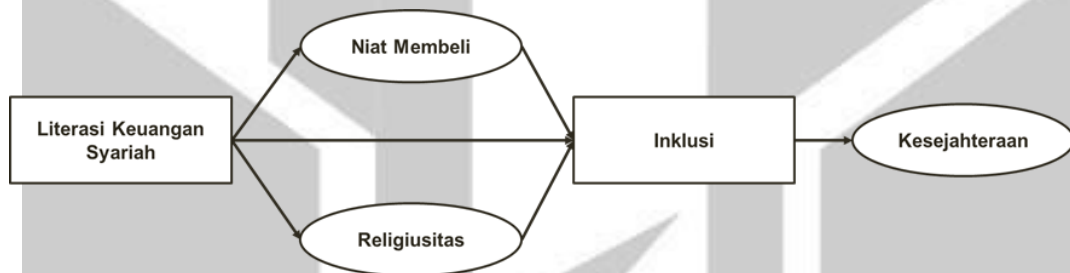 Niat Membeli
Literasi Keuangan
Syariah
Inklusi
Kesejahteraan
Religiusitas